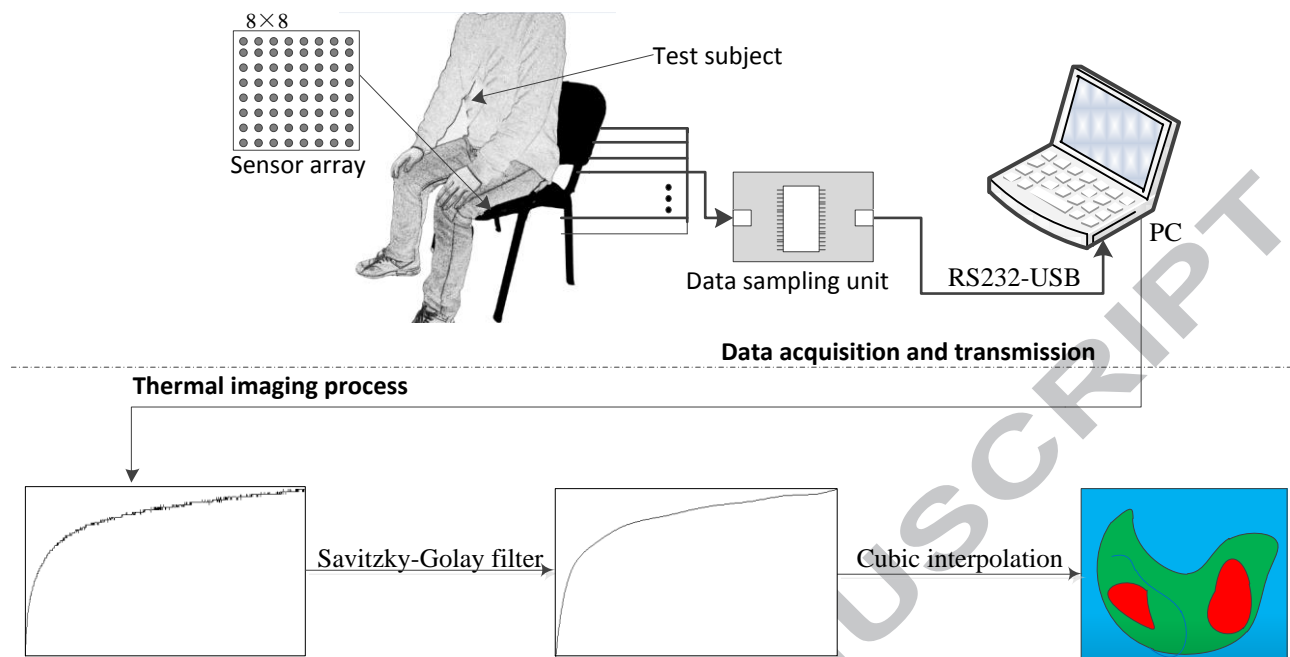 8×8
Sensor array
Test subject
Data sampling unit
RS232-USB
PC
Data acquisition and transmission
Thermal imaging process
Savitzky-Golay filter
Cubic interpolation
USCRIPT